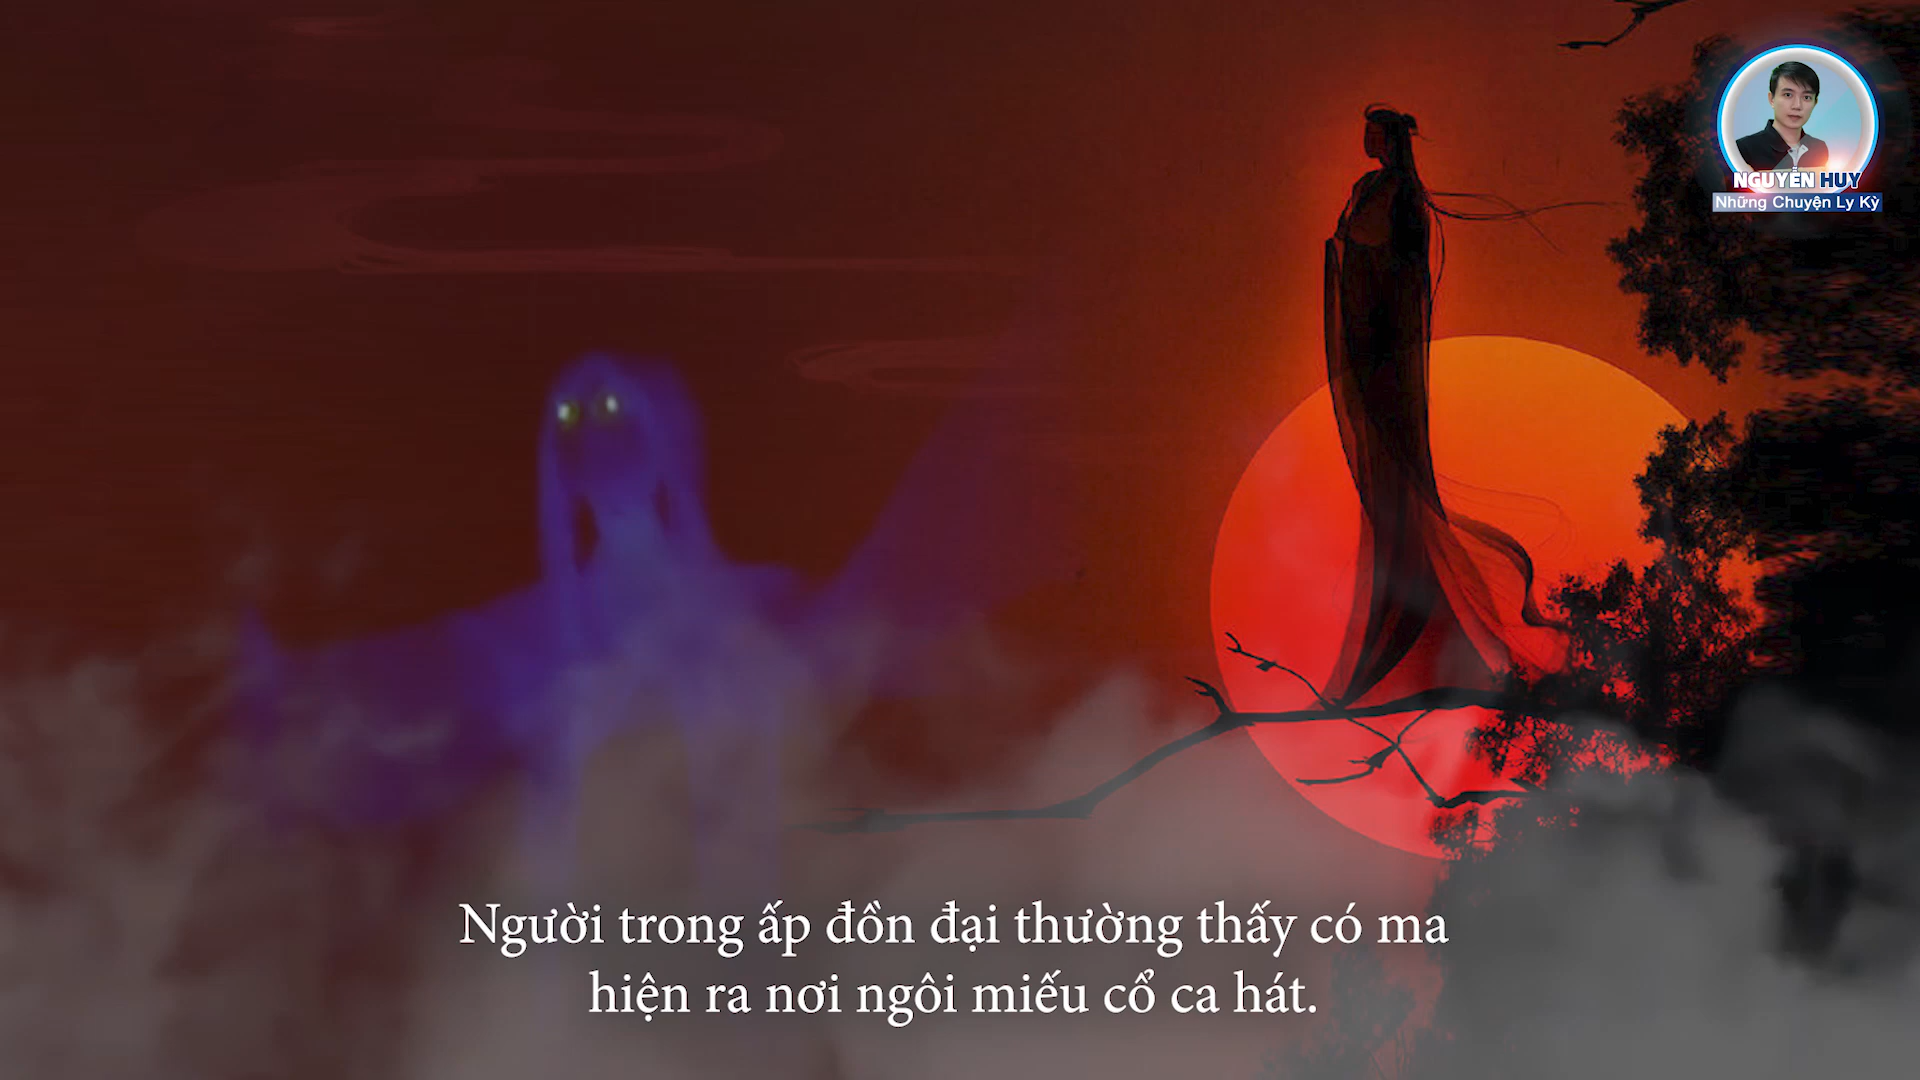 NGUYỄN HUY
Những Chuyện Ly Kỳ
Người trong ấp đồn đại thường thấy có ma
hiện ra nơi ngôi miếu cổ ca hát.